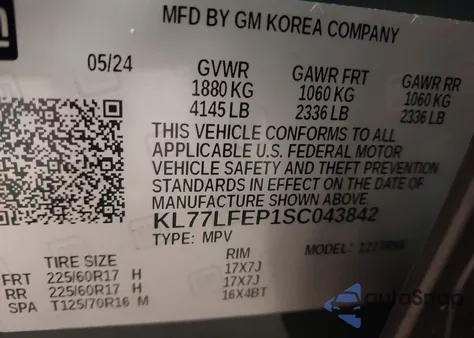 MFD BY GM KOREA COMPANY
05/24 GVWR GAWR FRT GAWR RR
1880 KG 1060 KG 1060 KG
4145 LB 2336 LB 2336 LB
THIS VEHICLE CONFORMS TO ALL
APPLICABLE U.S. FEDERAL MOTOR
VEHICLE SAFETY AND THEFT PREVENTION
STANDARDS IN EFFECT ON THE DATE OF
MANUFACTURE SHOWN ABOVE.
KL77LFEP1SC043842
TYPE: MPV MODEL:
TIRE SIZE RIM
FRT 225/60R17 H 17X7J
RR 225/60R17 H 17X7J
SPA T125/70R16 M 16X4BT
autoSnap